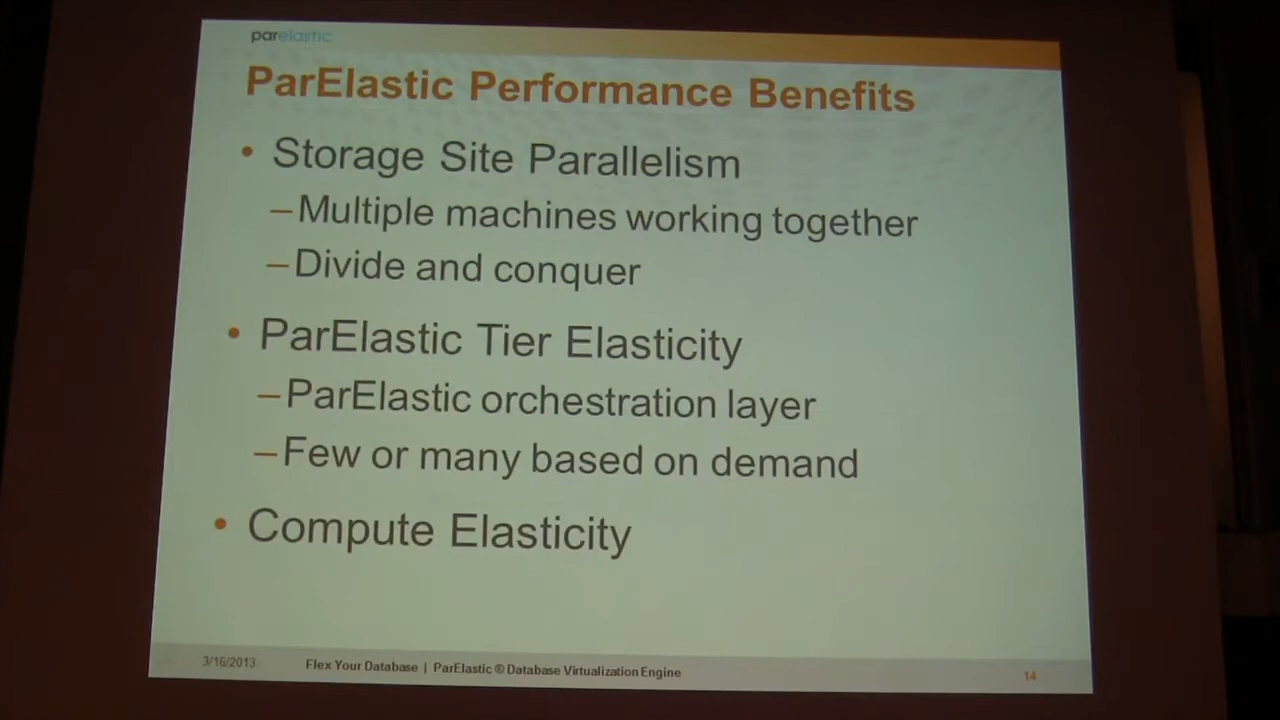 parelastic
ParElastic Performance Benefits
• Storage Site Parallelism
–Multiple machines working together
–Divide and conquer
• ParElastic Tier Elasticity
–ParElastic orchestration layer
–Few or many based on demand
• Compute Elasticity
3/16/2013 Flex Your Database | ParElastic ® Database Virtualization Engine 14